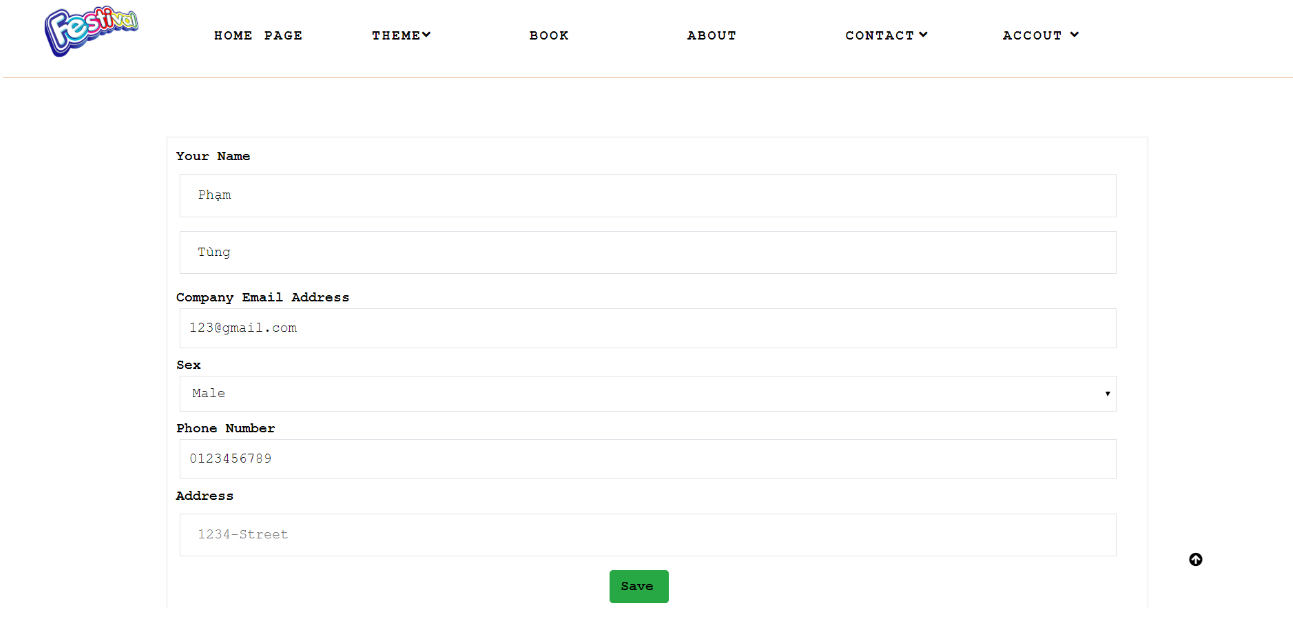 Festival
HOME PAGE THEME BOOK ABOUT CONTACT ACCOUT
Your Name
Phạm
Tùng
Company Email Address
123@gmail.com
Sex
Male
Phone Number
0123456789
Address
1234-Street
Save